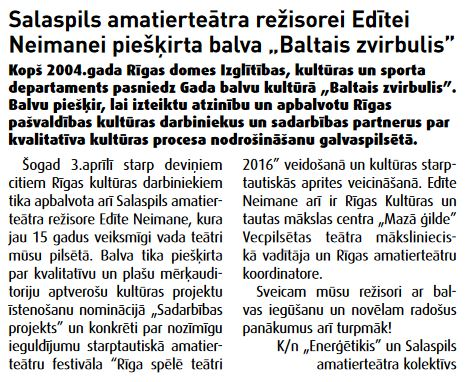 Salaspils amatierteātra režisorei Edītei
Neimanei piešķirta balva „Baltais zvirbulis”
Kopš 2004.gada Rīgas domes Izglītības, kultūras un sporta
departaments pasniedz Gada balvu kultūrā „Baltais zvirbulis”.
Balvu piešķir, lai izteiktu atzinību un apbalvotu Rīgas
pašvaldības kultūras darbiniekus un sadarbības partnerus par
kvalitatīva kultūras procesa nodrošināšanu galvaspilsētā.
Šogad 3.aprīlī starp deviņiem
citiem Rīgas kultūras darbiniekiem
tika apbalvota arī Salaspils amatier-
teātra režisore Edīte Neimane, kura
jau 15 gadus veiksmīgi vada teātri
mūsu pilsētā. Balva tika piešķirta
par kvalitatīvu un plašu mērķaudi-
toriju aptverošu kultūras projektu
īstenošanu nominācijā „Sadarbības
projekts” un konkrēti par nozīmīgu
ieguldījumu starptautiskā amatier-
teātru festivāla “Rīga spēlē teātri
2016” veidošanā un kultūras starp-
tautiskās aprites veicināšanā. Edīte
Neimane arī ir Rīgas Kultūras un
tautas mākslas centra „Mazā ģilde”
Vecpilsētas teātra māksliniecis-
kā vadītāja un Rīgas amatierteātru
koordinatore.
Sveicam mūsu režisori ar bal-
vas iegūšanu un novēlam radošus
panākumus arī turpmāk!
K/n „Enerģētiķis” un Salaspils
amatierteātra kolektīvs